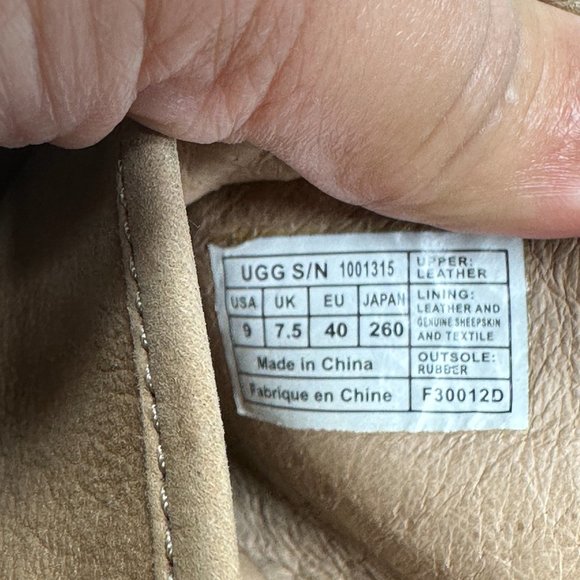 UGG S/N 1001315
UPPER:
LEATHER
USA UK EU JAPAN
9 7.5 40 260
LINING:
LEATHER AND
GENUINE SHEEPSKIN
AND TEXTILE
Made in China
OUTSOLE:
RUBBER
Fabrique en Chine
F30012D